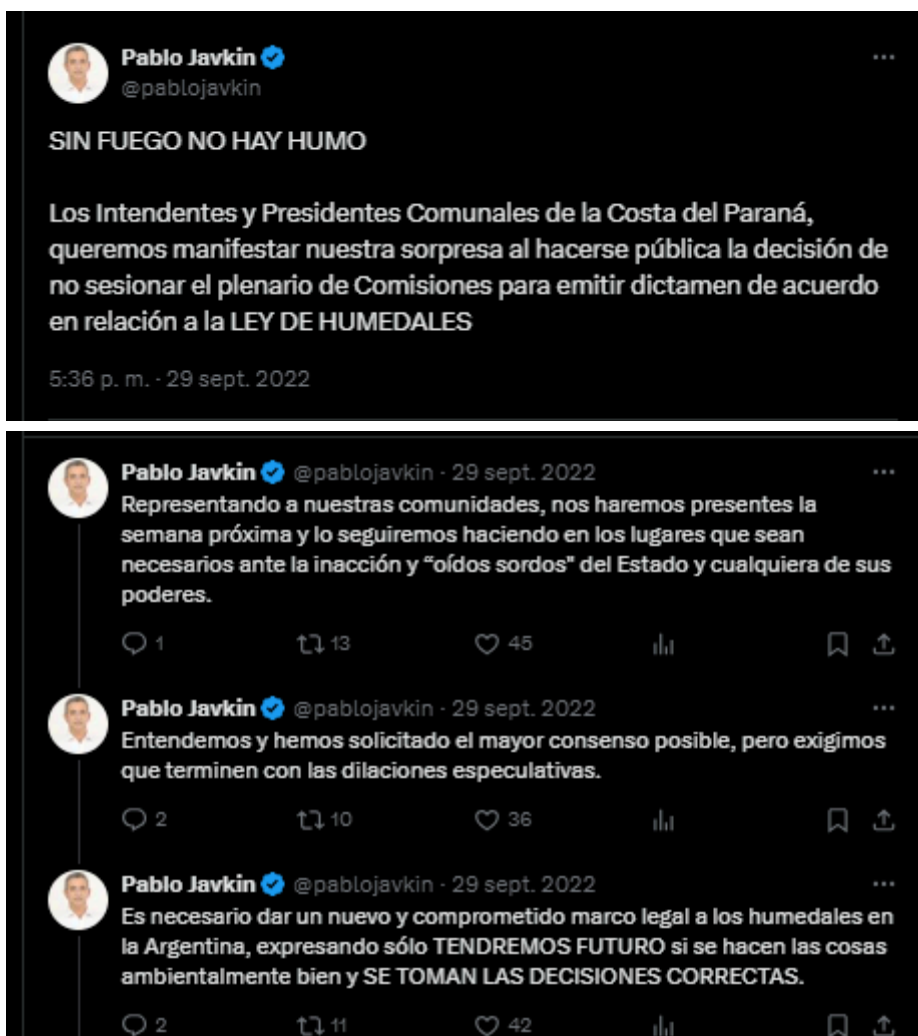 Pablo Javkin
@pablojavkin
SIN FUEGO NO HAY HUMO
Los Intendentes y Presidentes Comunales de la Costa del Paraná,
queremos manifestar nuestra sorpresa al hacerse pública la decisión de
no sesionar el plenario de Comisiones para emitir dictamen de acuerdo
en relación a la LEY DE HUMEDALES
5:36 p. m. · 29 sept. 2022
Pablo Javkin @pablojavkin · 29 sept. 2022
Representando a nuestras comunidades, nos haremos presentes la
semana próxima y lo seguiremos haciendo en los lugares que sean
necesarios ante la inacción y “oídos sordos" del Estado y cualquiera de sus
poderes.
1 13 45
Pablo Javkin @pablojavkin · 29 sept. 2022
Entendemos y hemos solicitado el mayor consenso posible, pero exigimos
que terminen con las dilaciones especulativas.
2 10 36
Pablo Javkin @pablojavkin · 29 sept. 2022
Es necesario dar un nuevo y comprometido marco legal a los humedales en
la Argentina, expresando sólo TENDREMOS FUTURO si se hacen las cosas
ambientalmente bien y SE TOMAN LAS DECISIONES CORRECTAS.
2 11 42